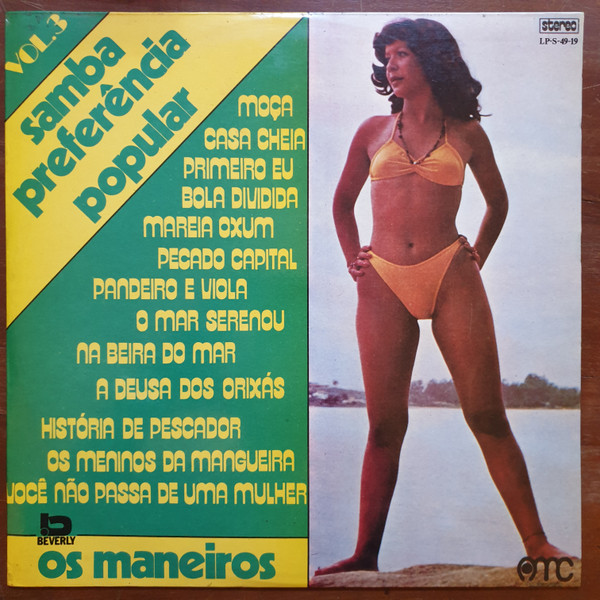 VOL.3
samba
preferência
popular
stereo
LP-S-49-19
MOÇA
CASA CHEIA
PRIMEIRO EU
BOLA DIVIDIDA
MAREIA OXUM
PECADO CAPITAL
PANDEIRO E VIOLA
O MAR SERENOU
NA BEIRA DO MAR
A DEUSA DOS ORIXÁS
HISTÓRIA DE PESCADOR
OS MENINOS DA MANGUEIRA
VOCÊ NÃO PASSA DE UMA MULHER
b
BEVERLY
os maneiros
AMC